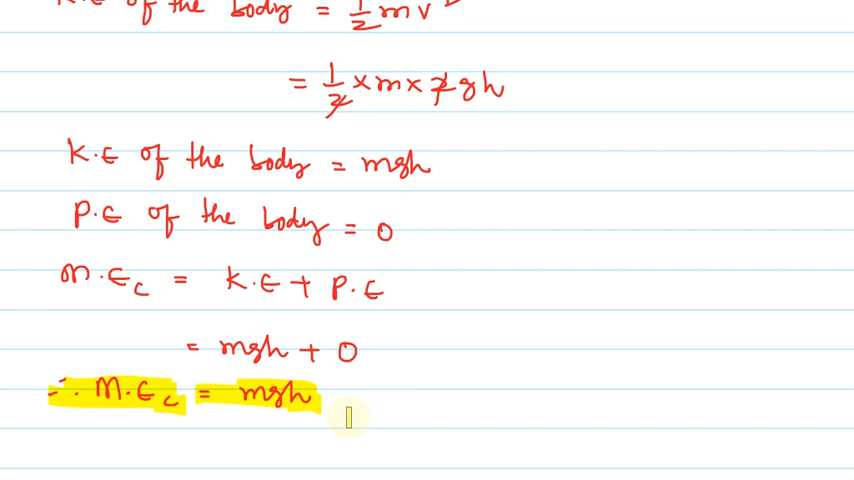 K.E of the body = 1/2 mv²
= 1/2 × m × 2gh
K.E of the body = mgh
P.E of the body = 0
M.E_C = K.E + P.E
= mgh + 0
∴ M.E_C = mgh